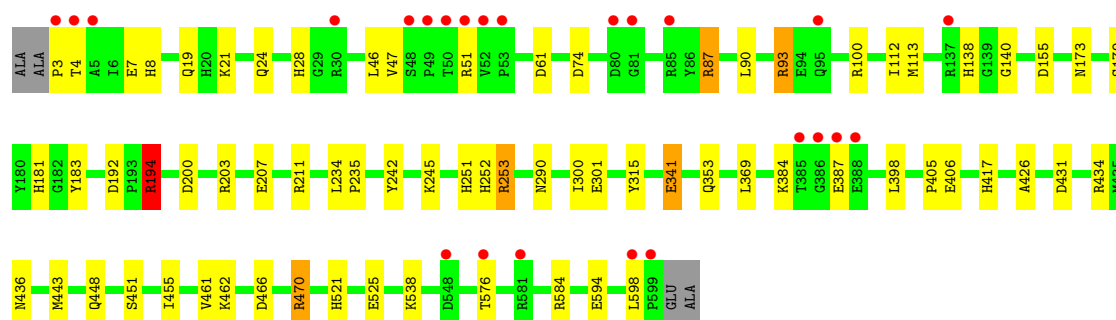 ALA ALA P3 T4 A5 I6 E7 H8 Q19 H20 K21 Q24 H28 G29 R30 L46 V47 S48 P49 T50 R51 V52 P53 D61 D74 D80 G81 R85 Y86 R87 L90 R93 E94 Q95 R100 I112 M113 R137 H138 G139 G140 D155 N173
Y180 H181 G182 Y183 D192 P193 R194 D200 R203 E207 R211 L234 P235 Y242 K245 H251 H252 R253 N290 I300 E301 Y315 E341 Q353 L369 K384 T385 G386 E387 E388 L398 P405 E406 H417 A426 D431 R434
N436 M443 Q448 S451 I455 V461 K462 D466 R470 H521 E525 K538 D548 T576 R581 R584 E594 L598 P599 GLU ALA